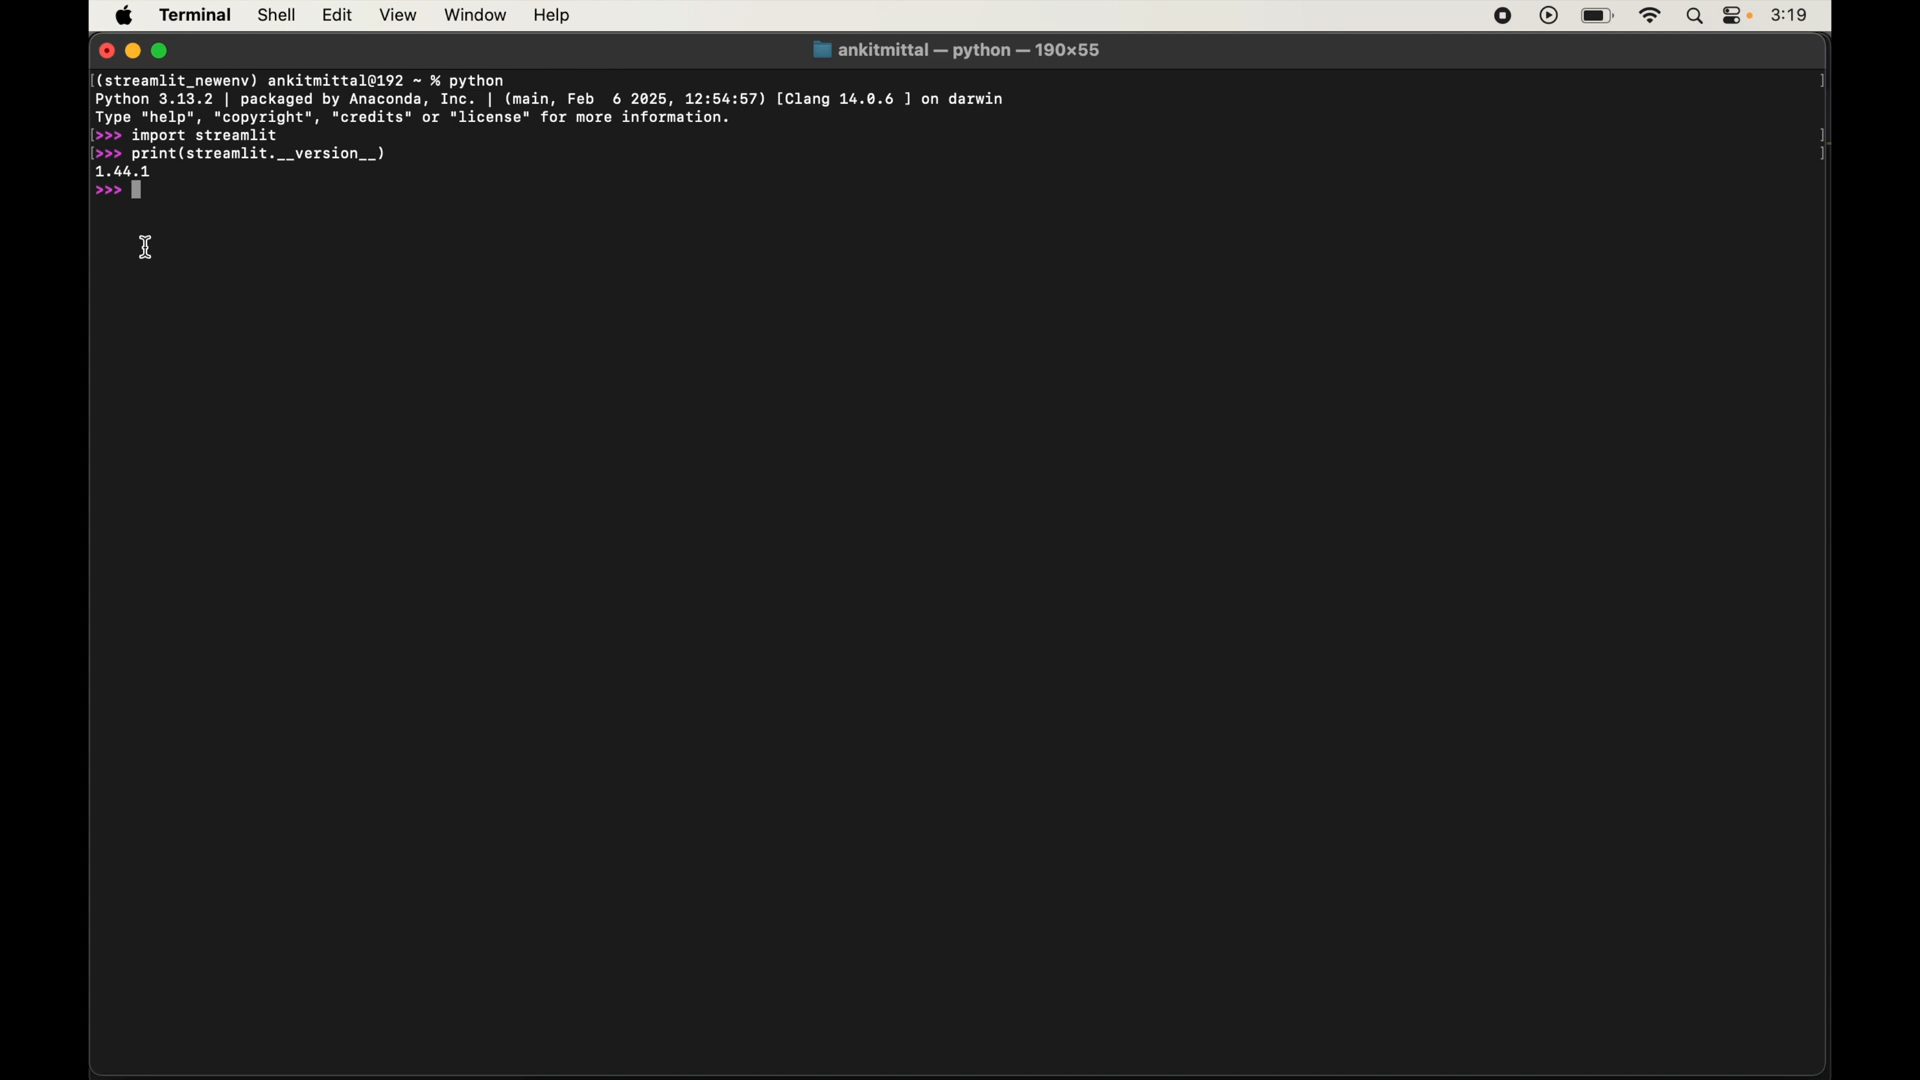 Terminal Shell Edit View Window Help 3:19
ankitmittal — python — 190×55
[(streamlit_newenv) ankitmittal@192 ~ % python ]
Python 3.13.2 | packaged by Anaconda, Inc. | (main, Feb  6 2025, 12:54:57) [Clang 14.0.6 ] on darwin
Type "help", "copyright", "credits" or "license" for more information.
[>>> import streamlit ]
[>>> print(streamlit.__version__) ]
1.44.1
>>>